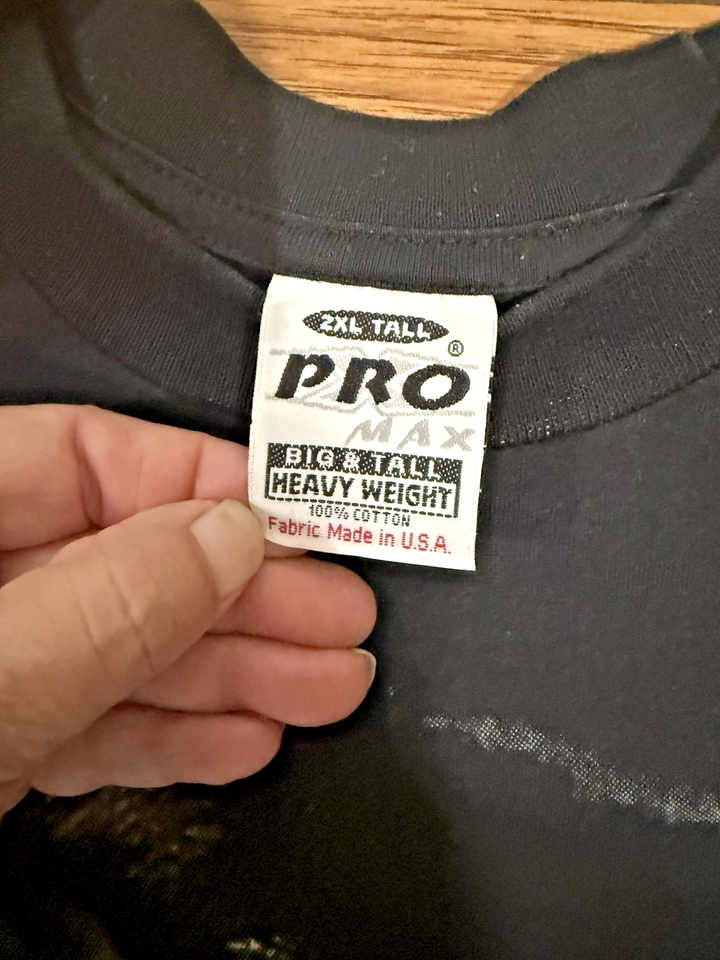 2XL TALL
PRO®
MAX
BIG & TALL
HEAVY WEIGHT
100% COTTON
Fabric Made in U.S.A.